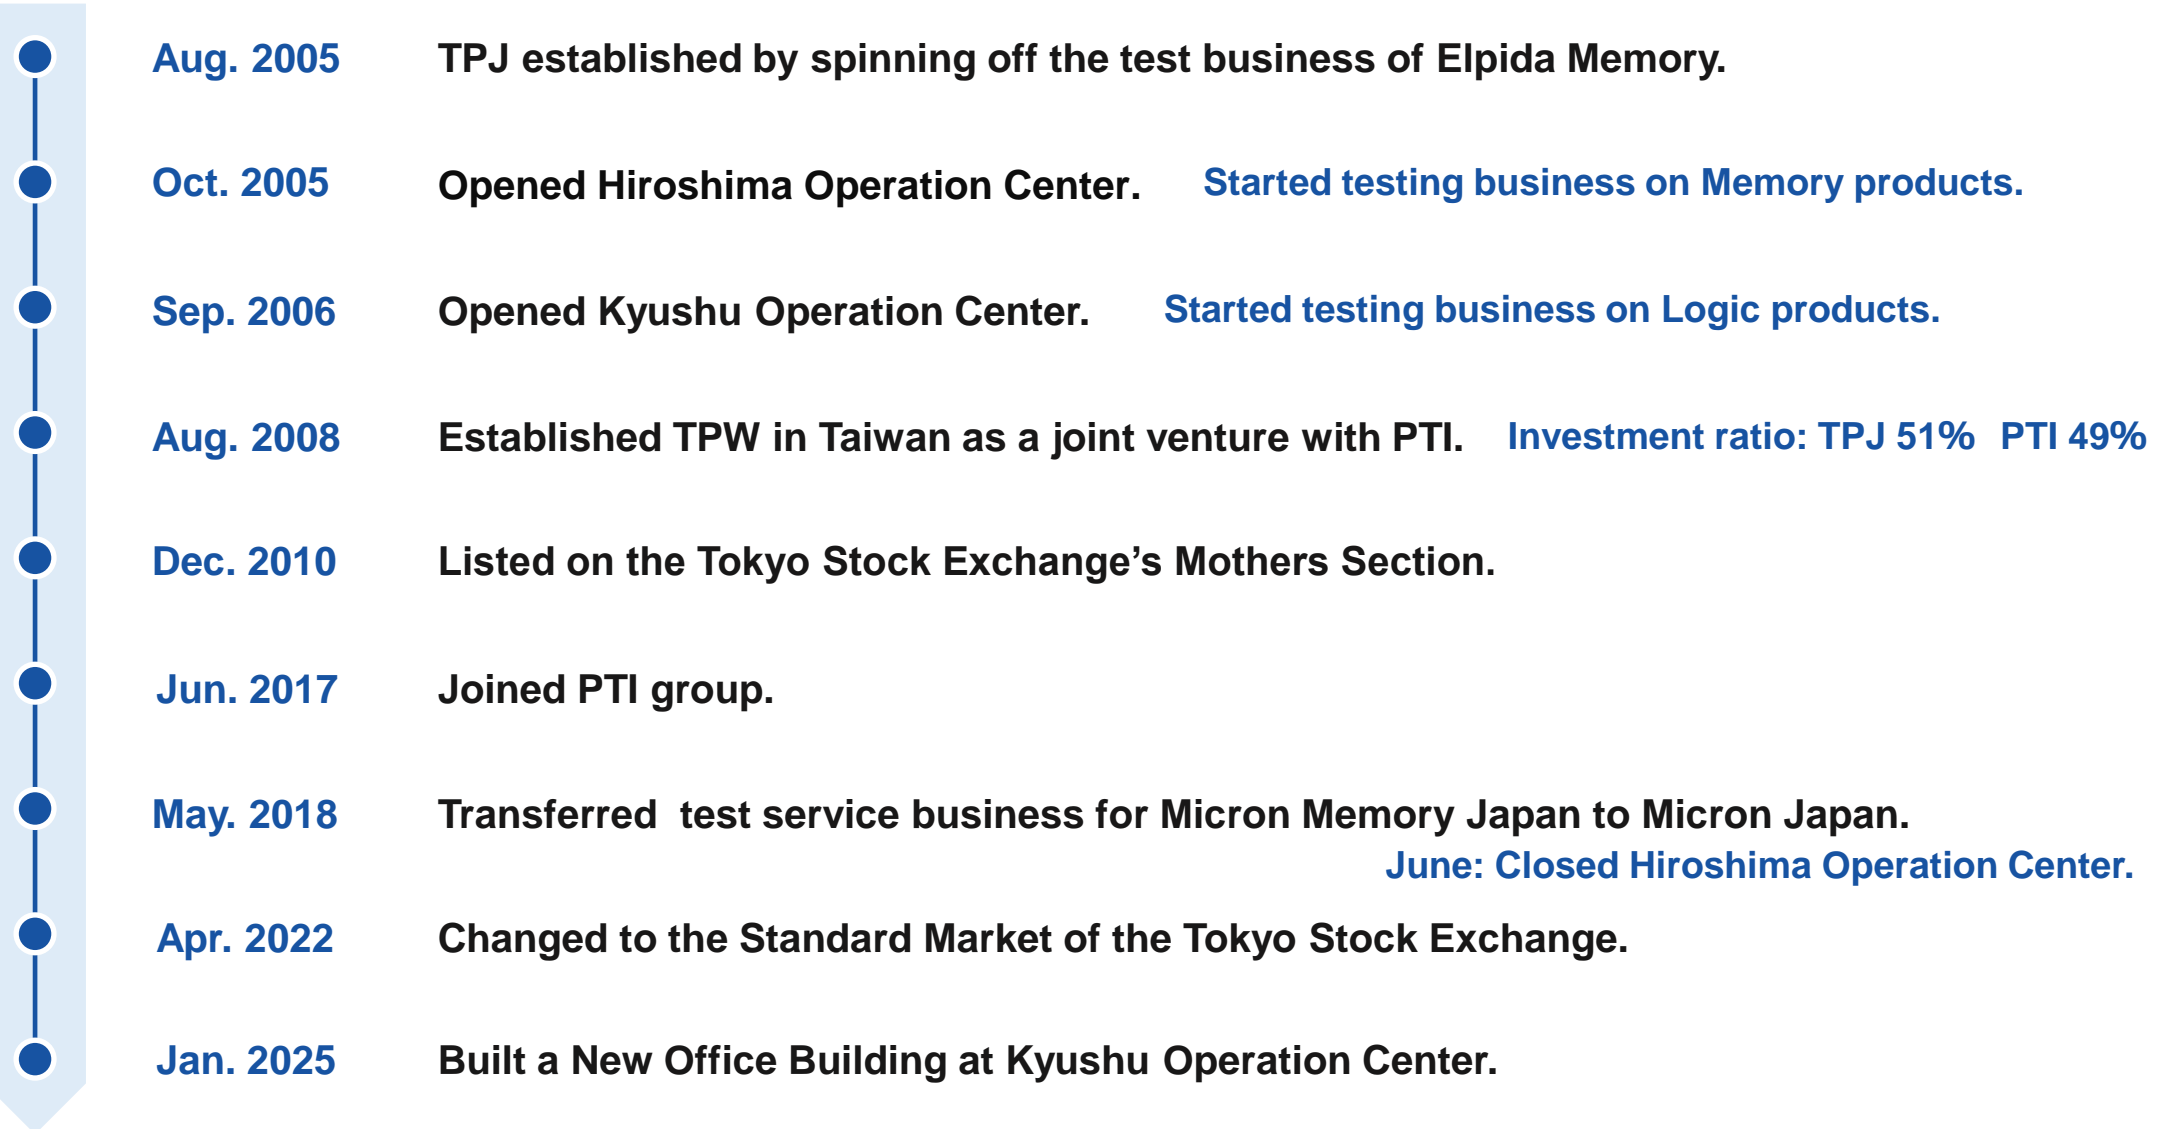 Aug. 2005 TPJ established by spinning off the test business of Elpida Memory.
Oct. 2005 Opened Hiroshima Operation Center. Started testing business on Memory products.
Sep. 2006 Opened Kyushu Operation Center. Started testing business on Logic products.
Aug. 2008 Established TPW in Taiwan as a joint venture with PTI. Investment ratio: TPJ 51% PTI 49%
Dec. 2010 Listed on the Tokyo Stock Exchange’s Mothers Section.
Jun. 2017 Joined PTI group.
May. 2018 Transferred test service business for Micron Memory Japan to Micron Japan.
June: Closed Hiroshima Operation Center.
Apr. 2022 Changed to the Standard Market of the Tokyo Stock Exchange.
Jan. 2025 Built a New Office Building at Kyushu Operation Center.